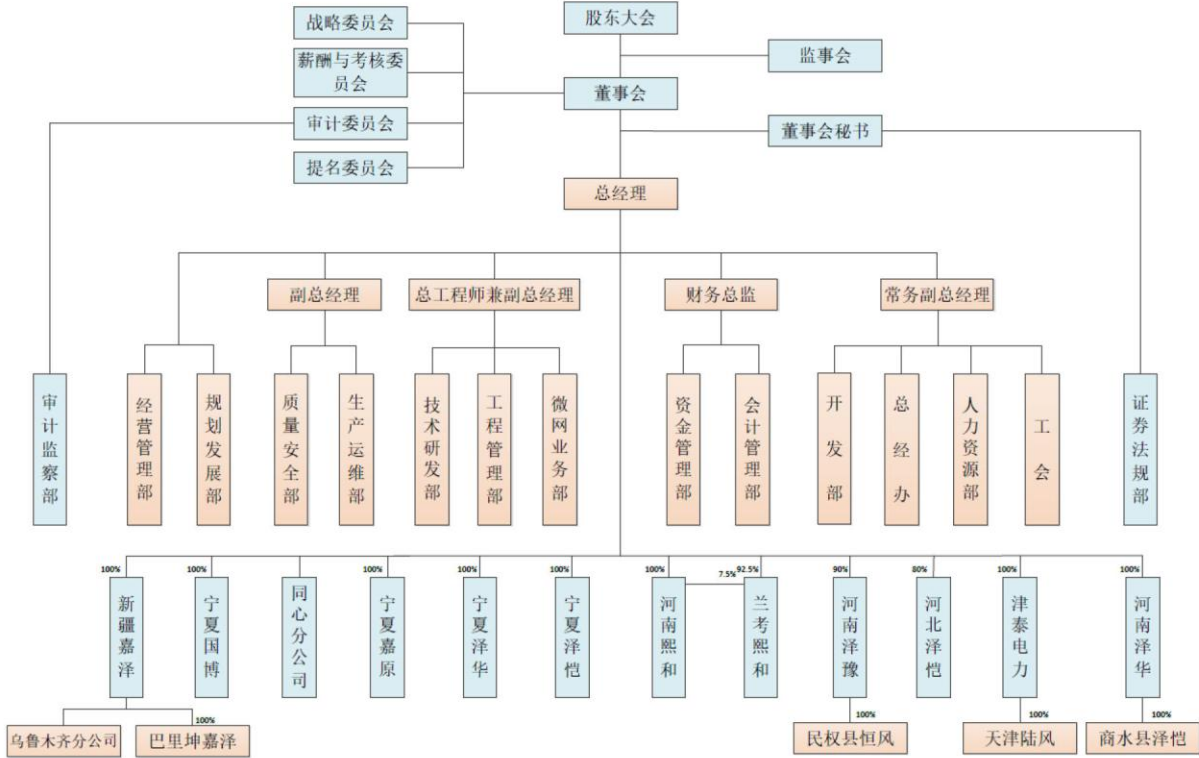 战略委员会
股东大会
薪酬与考核委
员会
监事会
董事会
审计委员会
董事会秘书
提名委员会
总经理
副总经理
总工程师兼副总经理
财务总监
常务副总经理
审计监察部
经营管理部
规划发展部
质量安全部
生产运维部
技术研发部
工程管理部
微网业务部
资金管理部
会计管理部
开发部
总经办
人力资源部
工会
证券法规部
100%
100%
100%
100%
100%
100%
7.5%
92.5%
90%
80%
100%
100%
新疆嘉泽
宁夏国博
同心分公司
宁夏嘉原
宁夏泽华
宁夏泽恺
河南熙和
兰考熙和
河南泽豫
河北泽恺
津泰电力
河南泽华
100%
100%
100%
100%
乌鲁木齐分公司
巴里坤嘉泽
民权县恒风
天津陆风
商水县泽恺